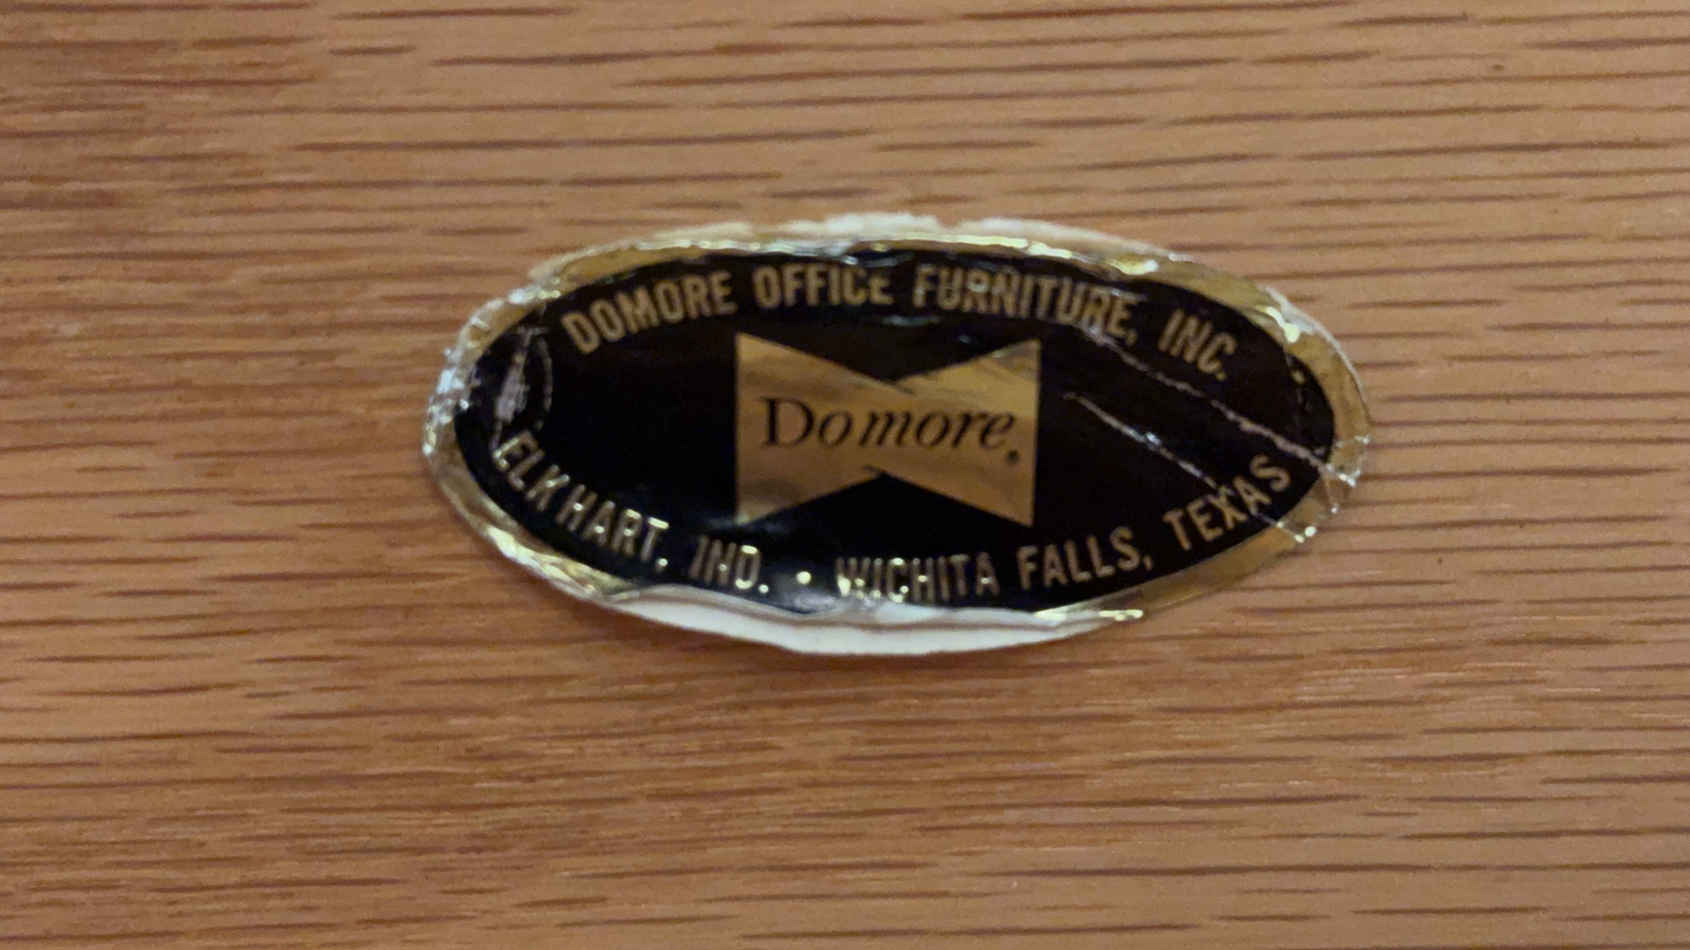 DOMORE OFFICE FURNITURE, INC.
Domore.
ELKHART, IND. • WICHITA FALLS, TEXAS